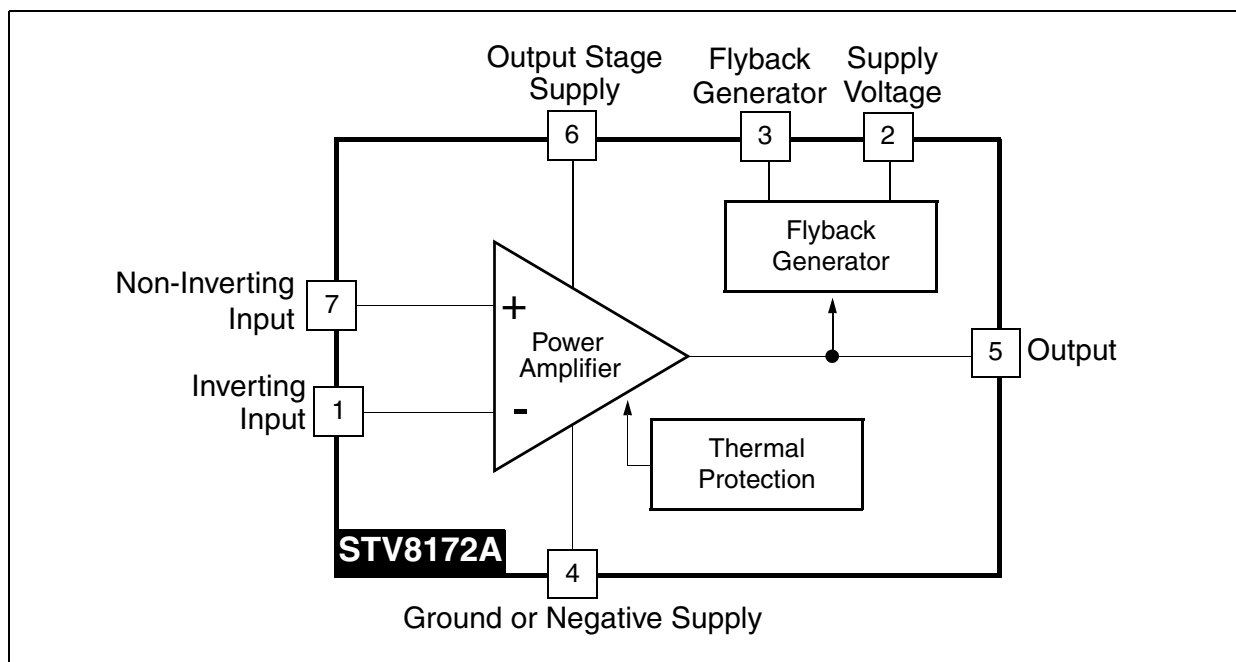 Output Stage
Supply
Flyback
Generator
Supply
Voltage
6
3
2
Flyback
Generator
Non-Inverting
Input
7
+
Power
Amplifier
5
Output
Inverting
Input
1
-
Thermal
Protection
STV8172A
4
Ground or Negative Supply